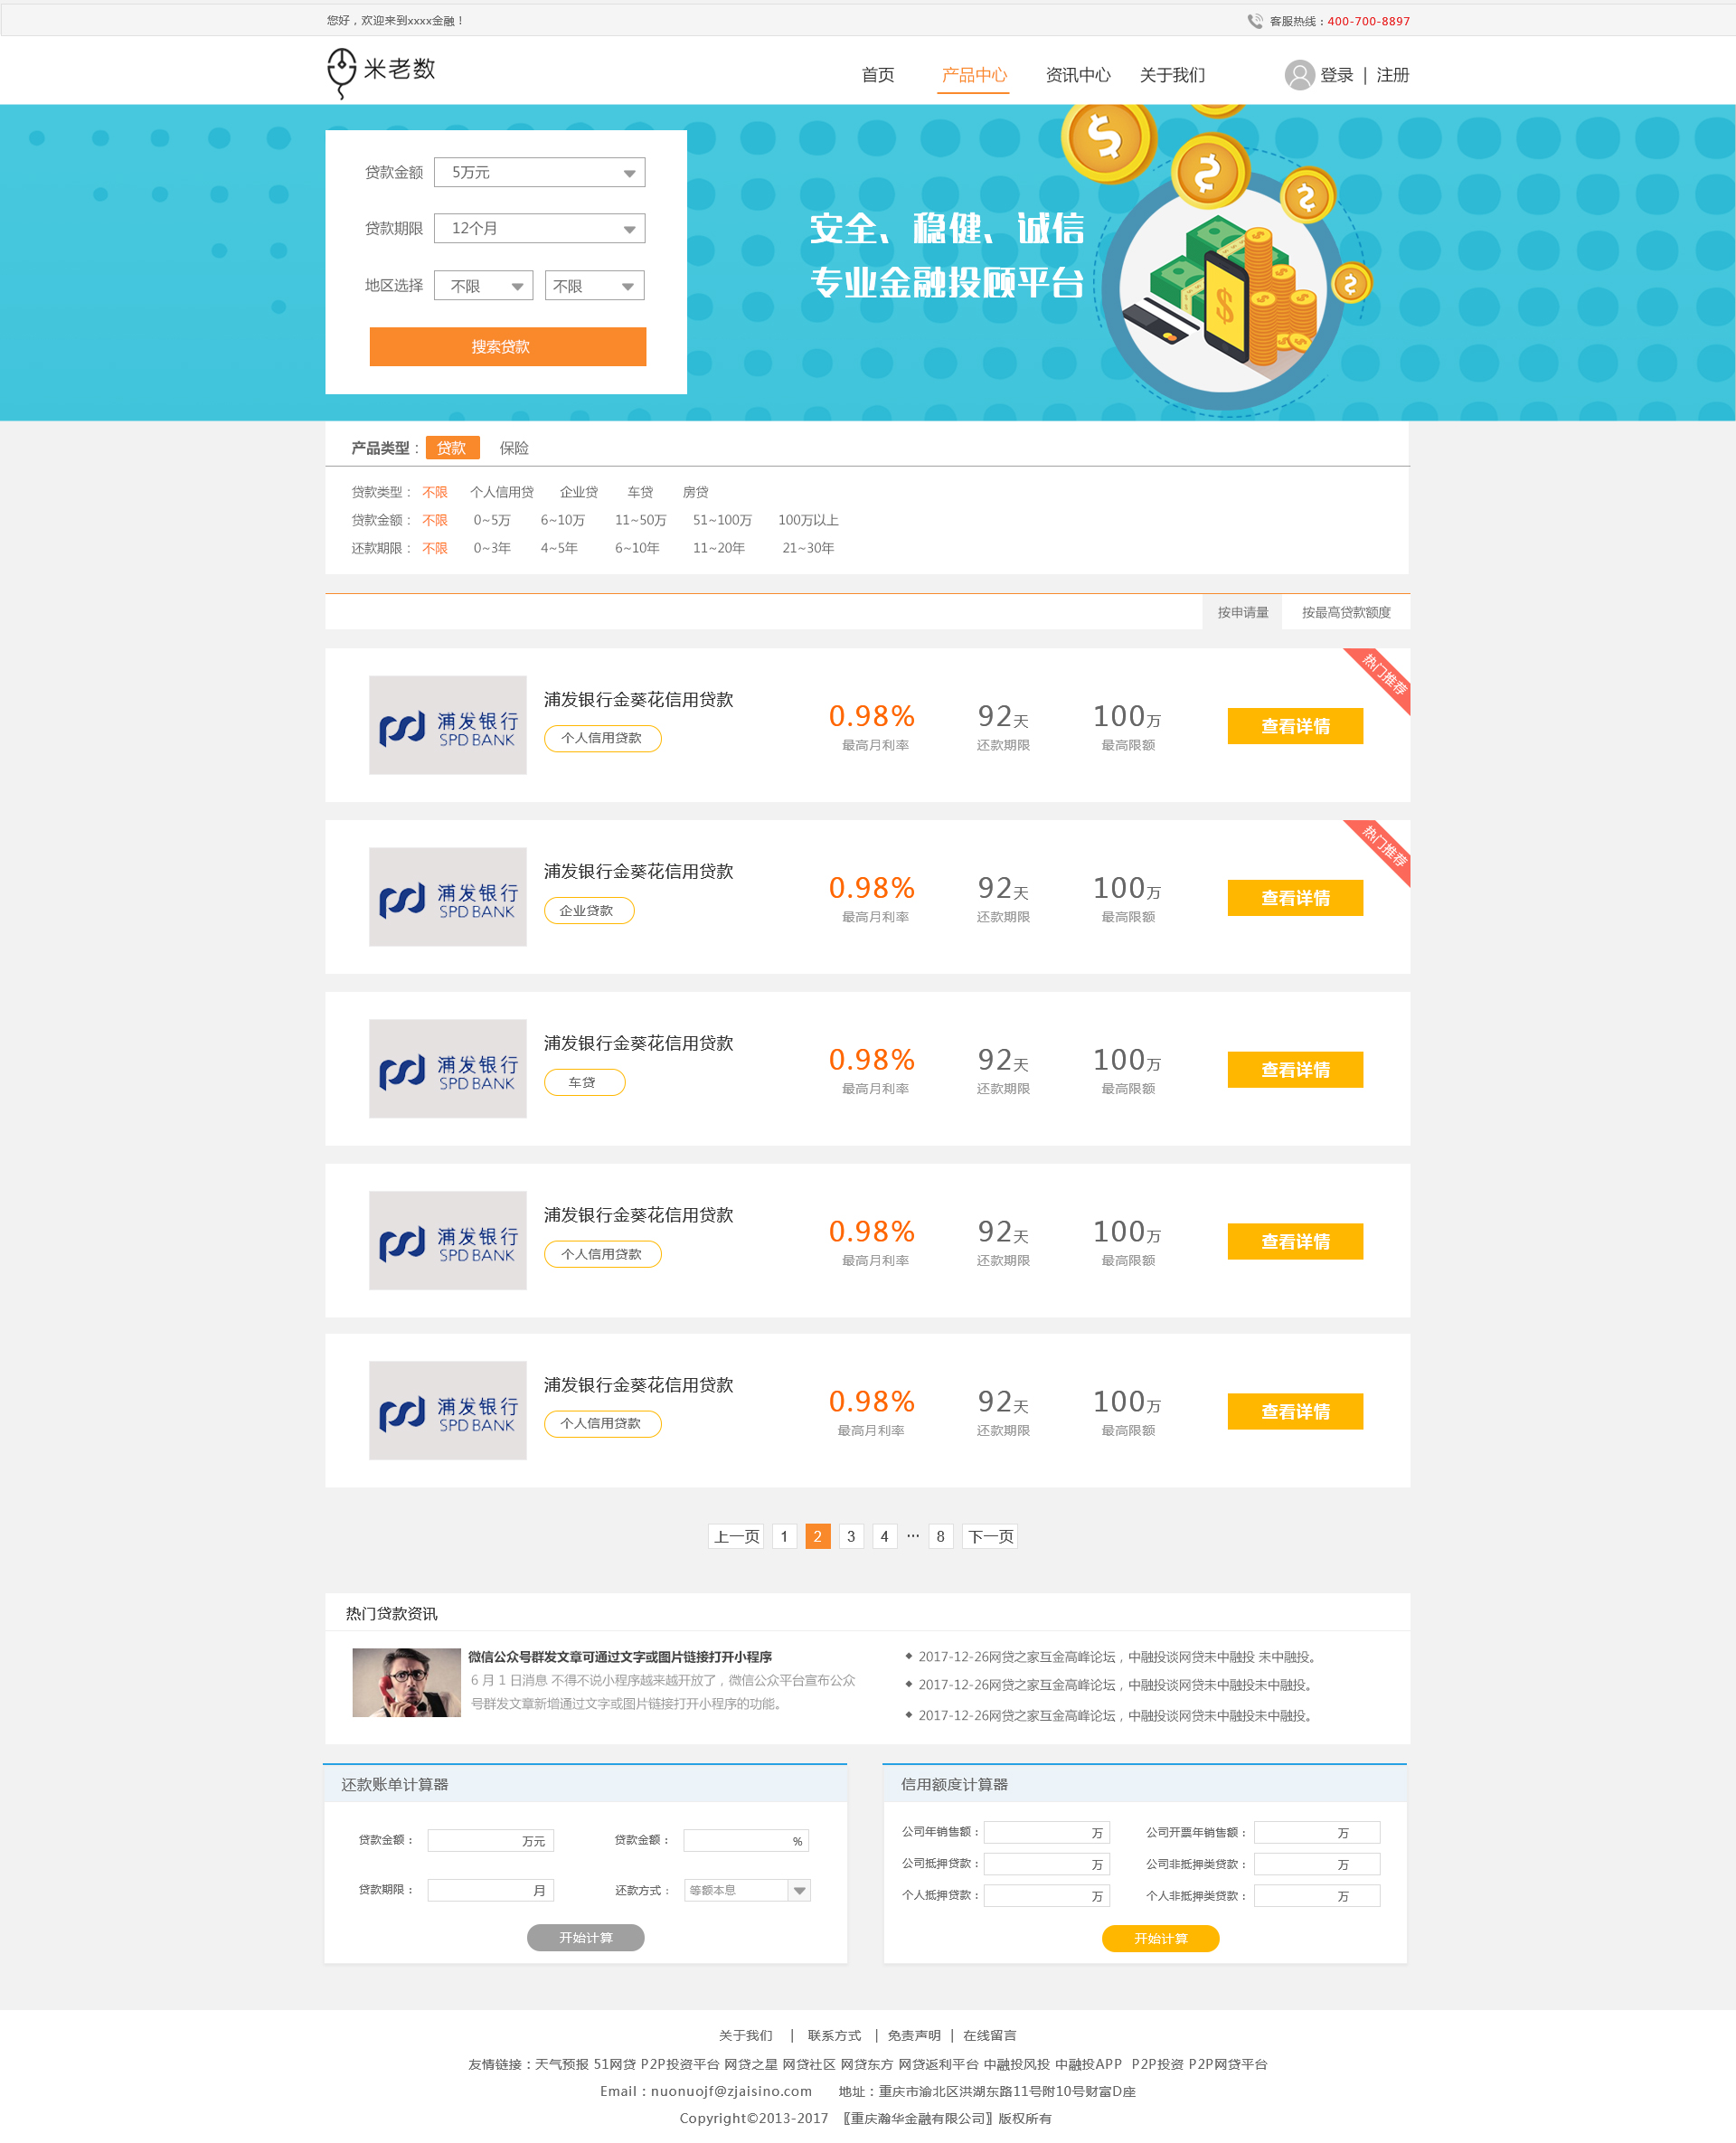 您好，欢迎来到xxxx金融！
客服热线：400-700-8897
米老数
首页 产品中心 资讯中心 关于我们 登录 | 注册
贷款金额 5万元
贷款期限 12个月
地区选择 不限 不限
搜索贷款
安全、稳健、诚信
专业金融投顾平台
产品类型： 贷款 保险
贷款类型： 不限 个人信用贷 企业贷 车贷 房贷
贷款金额： 不限 0~5万 6~10万 11~50万 51~100万 100万以上
还款期限： 不限 0~3年 4~5年 6~10年 11~20年 21~30年
按申请量 按最高贷款额度
热门推荐
浦发银行
SPD BANK
浦发银行金葵花信用贷款
个人信用贷款
0.98% 92天 100万
最高月利率 还款期限 最高限额
查看详情
热门推荐
浦发银行
SPD BANK
浦发银行金葵花信用贷款
企业贷款
0.98% 92天 100万
最高月利率 还款期限 最高限额
查看详情
浦发银行
SPD BANK
浦发银行金葵花信用贷款
车贷
0.98% 92天 100万
最高月利率 还款期限 最高限额
查看详情
浦发银行
SPD BANK
浦发银行金葵花信用贷款
个人信用贷款
0.98% 92天 100万
最高月利率 还款期限 最高限额
查看详情
浦发银行
SPD BANK
浦发银行金葵花信用贷款
个人信用贷款
0.98% 92天 100万
最高月利率 还款期限 最高限额
查看详情
上一页 1 2 3 4 ··· 8 下一页
热门贷款资讯
微信公众号群发文章可通过文字或图片链接打开小程序
6 月 1 日消息 不得不说小程序越来越开放了，微信公众平台宣布公众
号群发文章新增通过文字或图片链接打开小程序的功能。
2017-12-26网贷之家互金高峰论坛，中融投谈网贷未中融投 未中融投。
2017-12-26网贷之家互金高峰论坛，中融投谈网贷未中融投未中融投。
2017-12-26网贷之家互金高峰论坛，中融投谈网贷未中融投未中融投。
还款账单计算器
贷款金额： 万元 贷款金额： %
贷款期限： 月 还款方式： 等额本息
开始计算
信用额度计算器
公司年销售额： 万 公司开票年销售额： 万
公司抵押贷款： 万 公司非抵押类贷款： 万
个人抵押贷款： 万 个人非抵押类贷款： 万
开始计算
关于我们 | 联系方式 | 免责声明 | 在线留言
友情链接：天气预报 51网贷 P2P投资平台 网贷之星 网贷社区 网贷东方 网贷返利平台 中融投风投 中融投APP P2P投资 P2P网贷平台
Email：nuonuojf@zjaisino.com 地址：重庆市渝北区洪湖东路11号附10号财富D座
Copyright©2013-2017 〖重庆瀚华金融有限公司〗版权所有